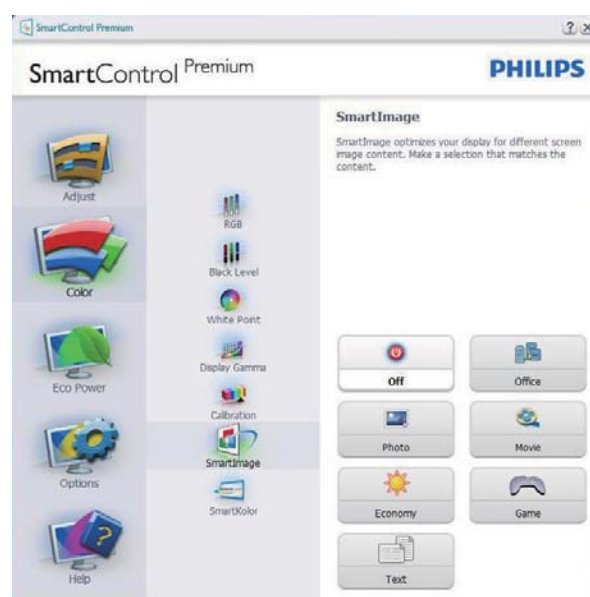 SmartControl Premium
SmartControl Premium
PHILIPS
Adjust
Color
Eco Power
Options
Help
RGB
Black Level
White Point
Display Gamma
Calibration
SmartImage
SmartKolor
SmartImage
SmartImage optimizes your display for different screen
image content. Make a selection that matches the
content.
Off
Office
Photo
Movie
Economy
Game
Text